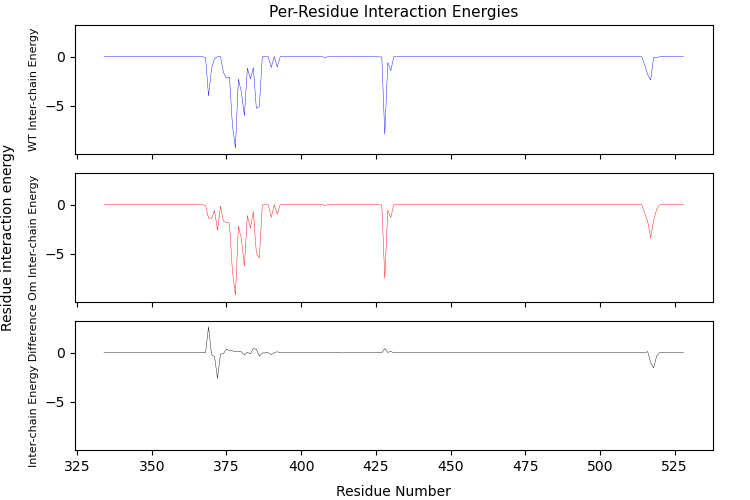 Per-Residue Interaction Energies
Residue interaction energy
WT Inter-chain Energy
0
−5
Om Inter-chain Energy
0
−5
Inter-chain Energy Difference
0
−5
325 350 375 400 425 450 475 500 525
Residue Number